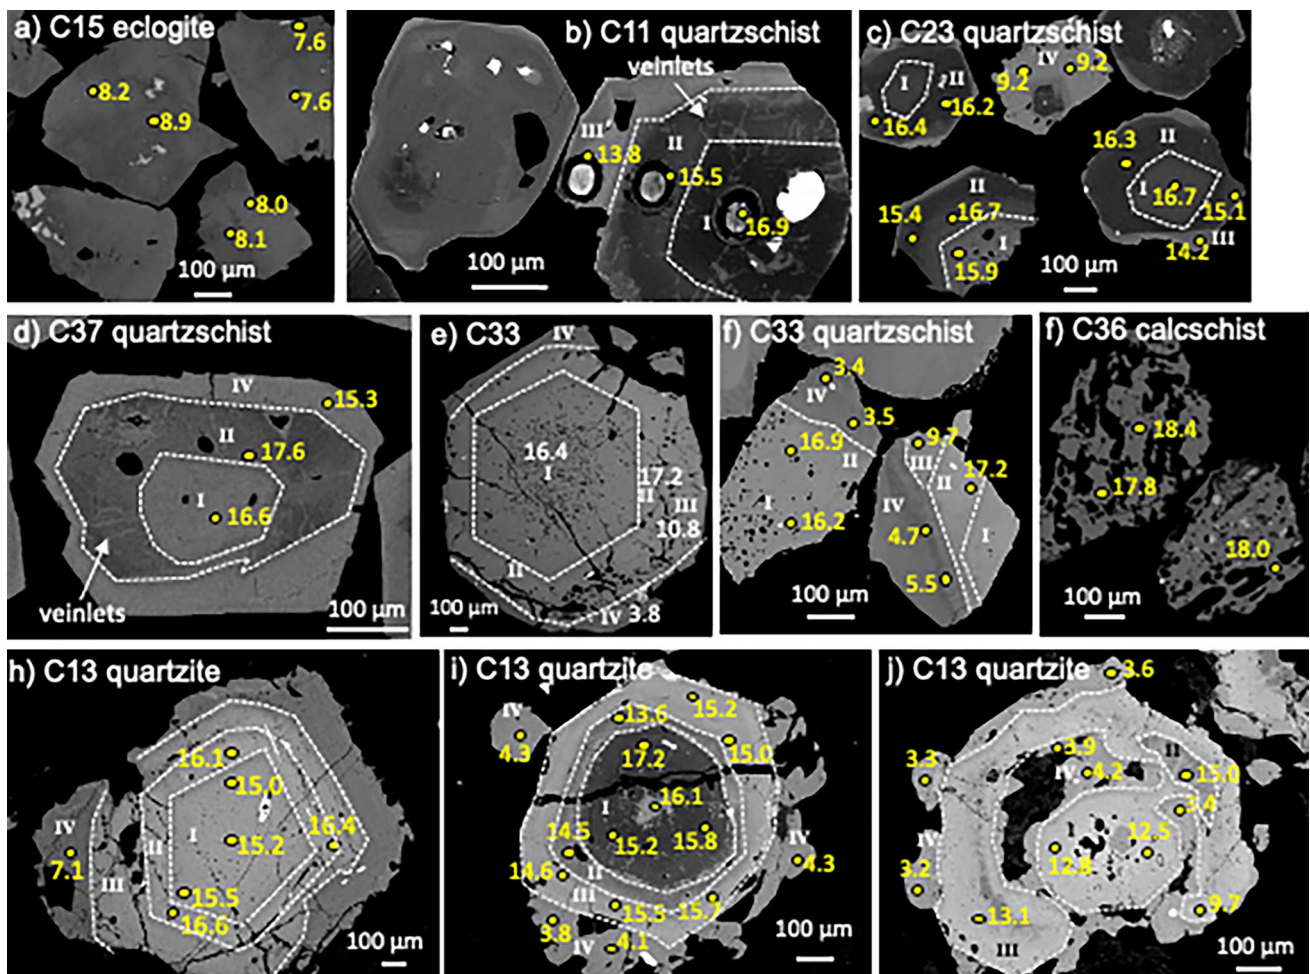 a) C15 eclogite
7.6
8.2
7.6
8.9
8.0
8.1
100 µm
b) C11 quartzschist
veinlets
III
II
13.8
15.5
I
16.9
100 µm
c) C23 quartzschist
IV
9.2
9.2
I
II
16.2
16.4
II
16.3
I
16.7
15.1
14.2
III
II
15.4
16.7
I
15.9
100 µm
d) C37 quartzschist
IV
15.3
II
17.6
I
16.6
veinlets
100 µm
e) C33
IV
16.4
I
17.2
II
III
10.8
II
IV
3.8
100 µm
f) C33 quartzschist
3.4
IV
3.5
16.9
II
9.7
III
17.2
II
I
16.2
IV
I
4.7
5.5
100 µm
f) C36 calcschist
18.4
17.8
18.0
100 µm
h) C13 quartzite
16.1
15.0
I
16.4
IV
II
15.2
7.1
III
15.5
16.6
100 µm
i) C13 quartzite
IV
13.6
15.2
4.3
17.2
15.0
16.1
I
14.5
15.2
15.8
IV
14.6
II
4.3
III
15.5
15.7
3.8
IV
4.1
100 µm
j) C13 quartzite
3.6
3.9
II
3.3
IV
4.2
15.0
3.4
I
12.5
IV
12.8
3.2
9.7
13.1
III
100 µm